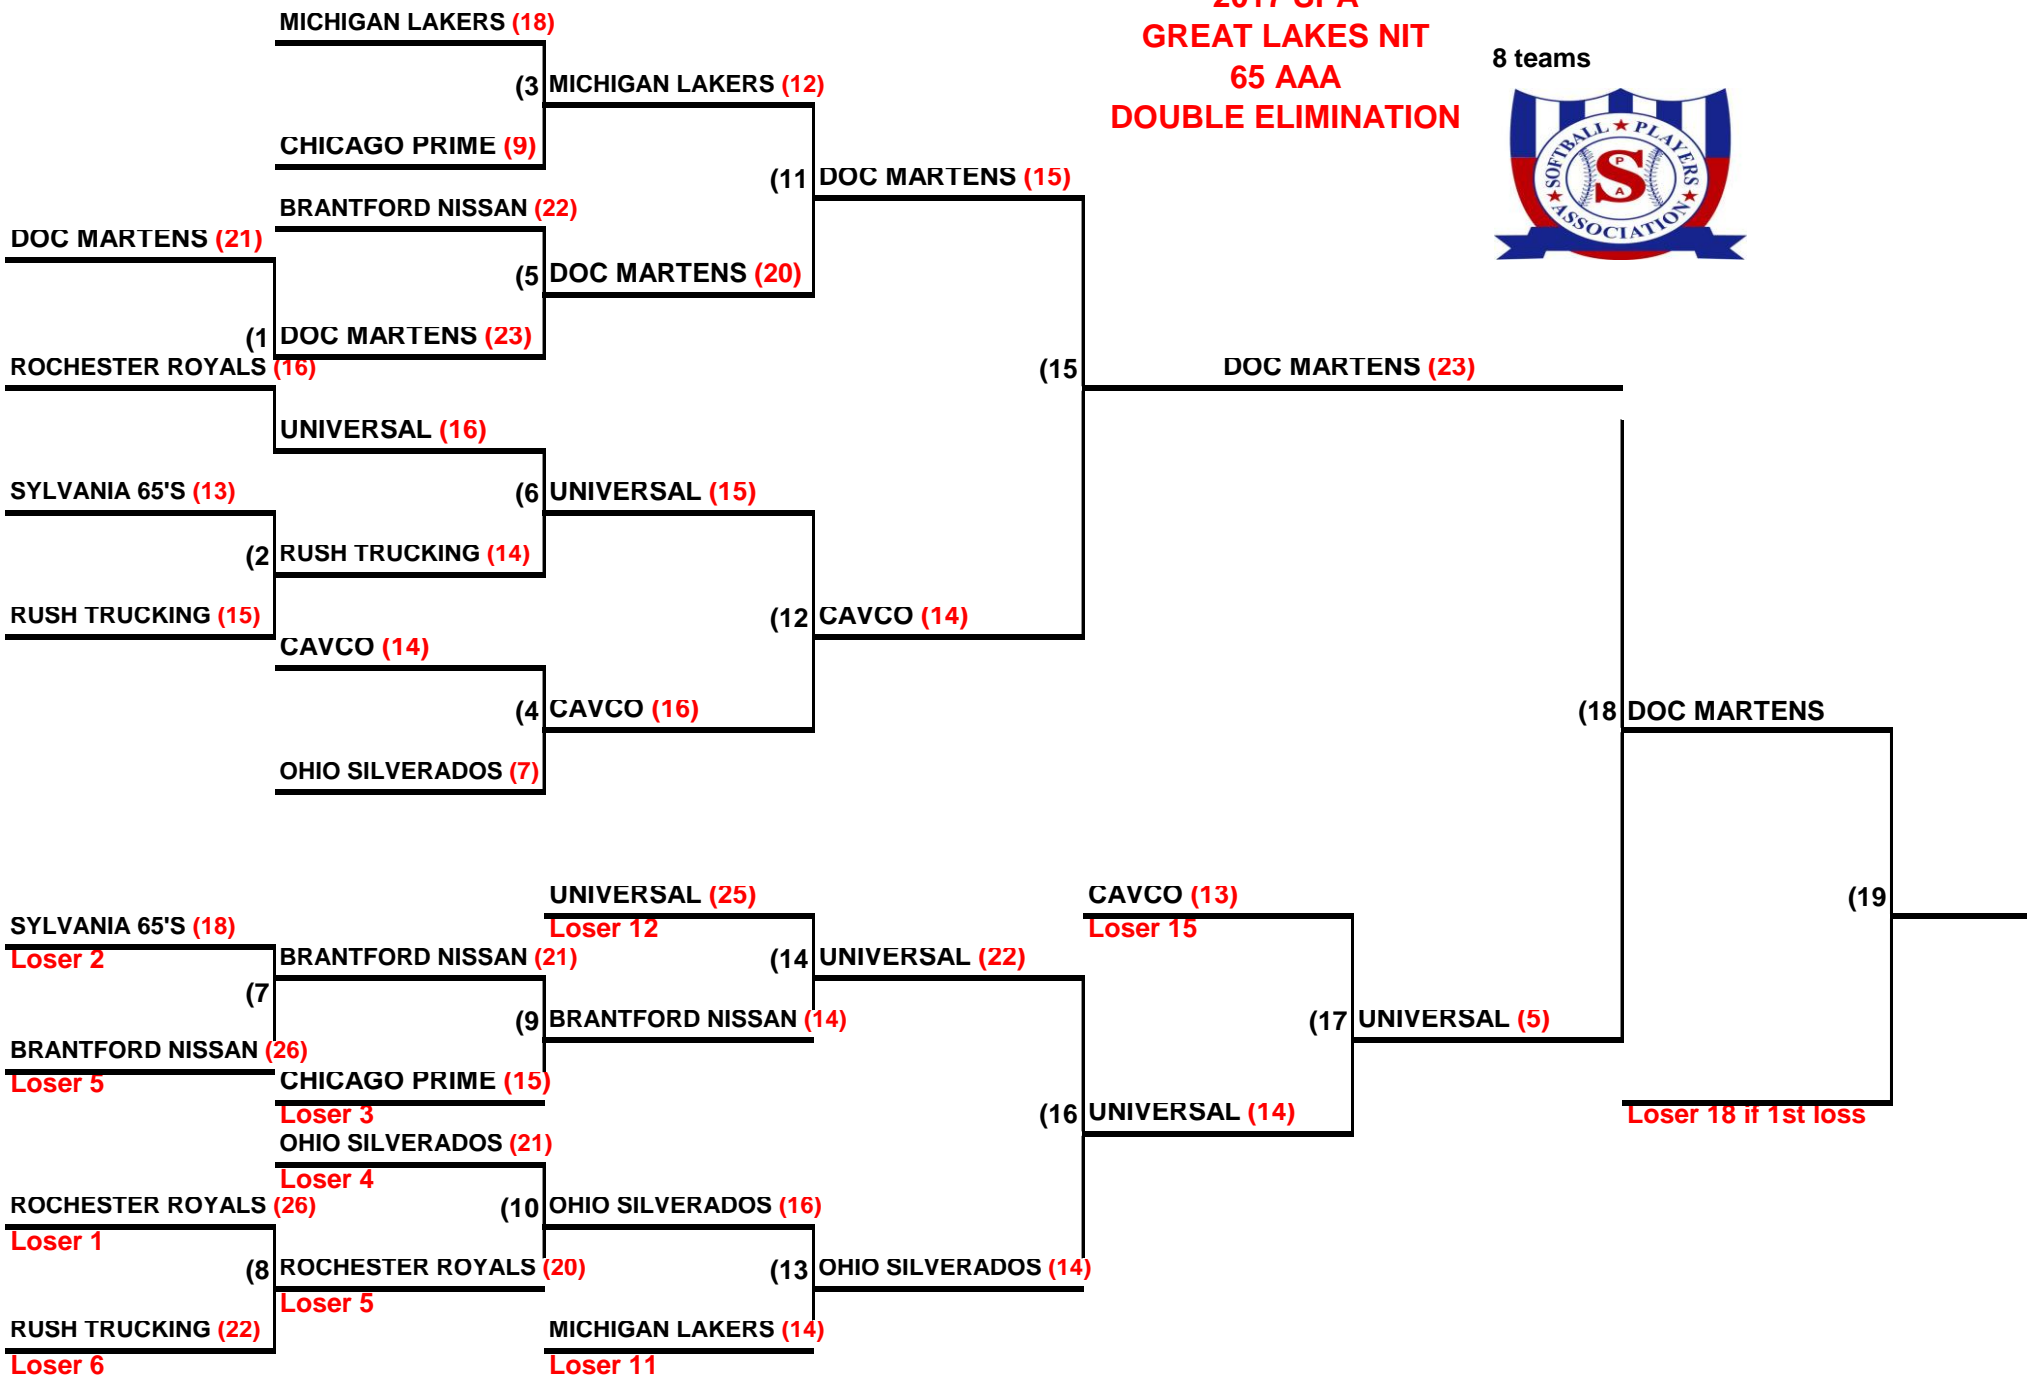 2017 SPA
GREAT LAKES NIT
65 AAA
DOUBLE ELIMINATION
8 teams
SOFTBALL ★ PLAYERS ★ ASSOCIATION ★
S
P
A
MICHIGAN LAKERS (18)
(3 MICHIGAN LAKERS (12)
CHICAGO PRIME (9)
(11 DOC MARTENS (15)
BRANTFORD NISSAN (22)
DOC MARTENS (21)
(5 DOC MARTENS (20)
(1 DOC MARTENS (23)
ROCHESTER ROYALS (16)
(15 DOC MARTENS (23)
UNIVERSAL (16)
SYLVANIA 65'S (13)
(6 UNIVERSAL (15)
(2 RUSH TRUCKING (14)
RUSH TRUCKING (15)
(12 CAVCO (14)
CAVCO (14)
(4 CAVCO (16)
(18 DOC MARTENS
OHIO SILVERADOS (7)
UNIVERSAL (25)
Loser 12
CAVCO (13)
Loser 15
(19
SYLVANIA 65'S (18)
Loser 2
BRANTFORD NISSAN (21)
(14 UNIVERSAL (22)
(7
(9 BRANTFORD NISSAN (14)
(17 UNIVERSAL (5)
BRANTFORD NISSAN (26)
Loser 5
CHICAGO PRIME (15)
Loser 3
(16 UNIVERSAL (14)
Loser 18 if 1st loss
OHIO SILVERADOS (21)
Loser 4
ROCHESTER ROYALS (26)
Loser 1
(10 OHIO SILVERADOS (16)
(8 ROCHESTER ROYALS (20)
Loser 5
(13 OHIO SILVERADOS (14)
RUSH TRUCKING (22)
Loser 6
MICHIGAN LAKERS (14)
Loser 11